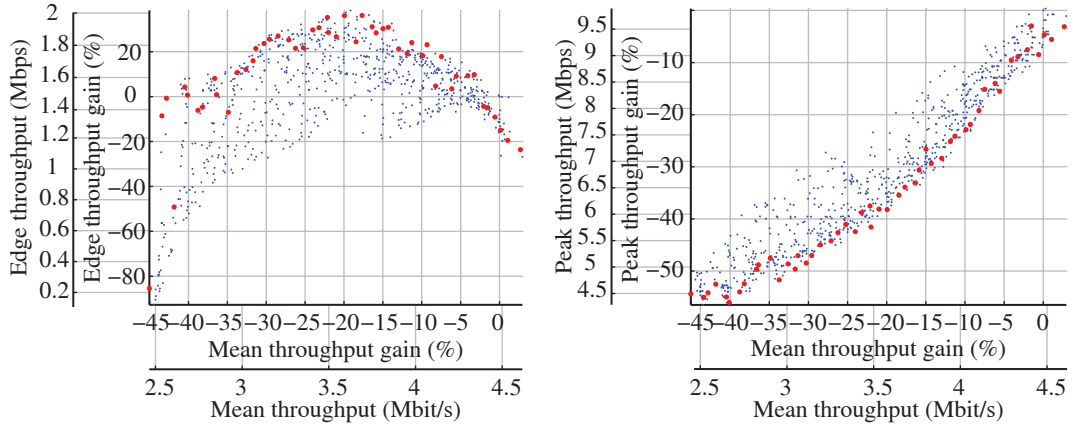 Edge throughput (Mbps)
2
1.8
1.6
1.4
1.2
1
0.8
0.6
0.4
0.2
Edge throughput gain (%)
20
0
−20
−40
−60
−80
−45 −40 −35 −30 −25 −20 −15 −10 −5 0
Mean throughput gain (%)
2.5 3 3.5 4 4.5
Mean throughput (Mbit/s)
Peak throughput (Mbps)
9.5
9
8.5
8
7.5
7
6.5
6
5.5
5
4.5
Peak throughput gain (%)
−10
−20
−30
−40
−50
−45 −40 −35 −30 −25 −20 −15 −10 −5 0
Mean throughput gain (%)
2.5 3 3.5 4 4.5
Mean throughput (Mbit/s)